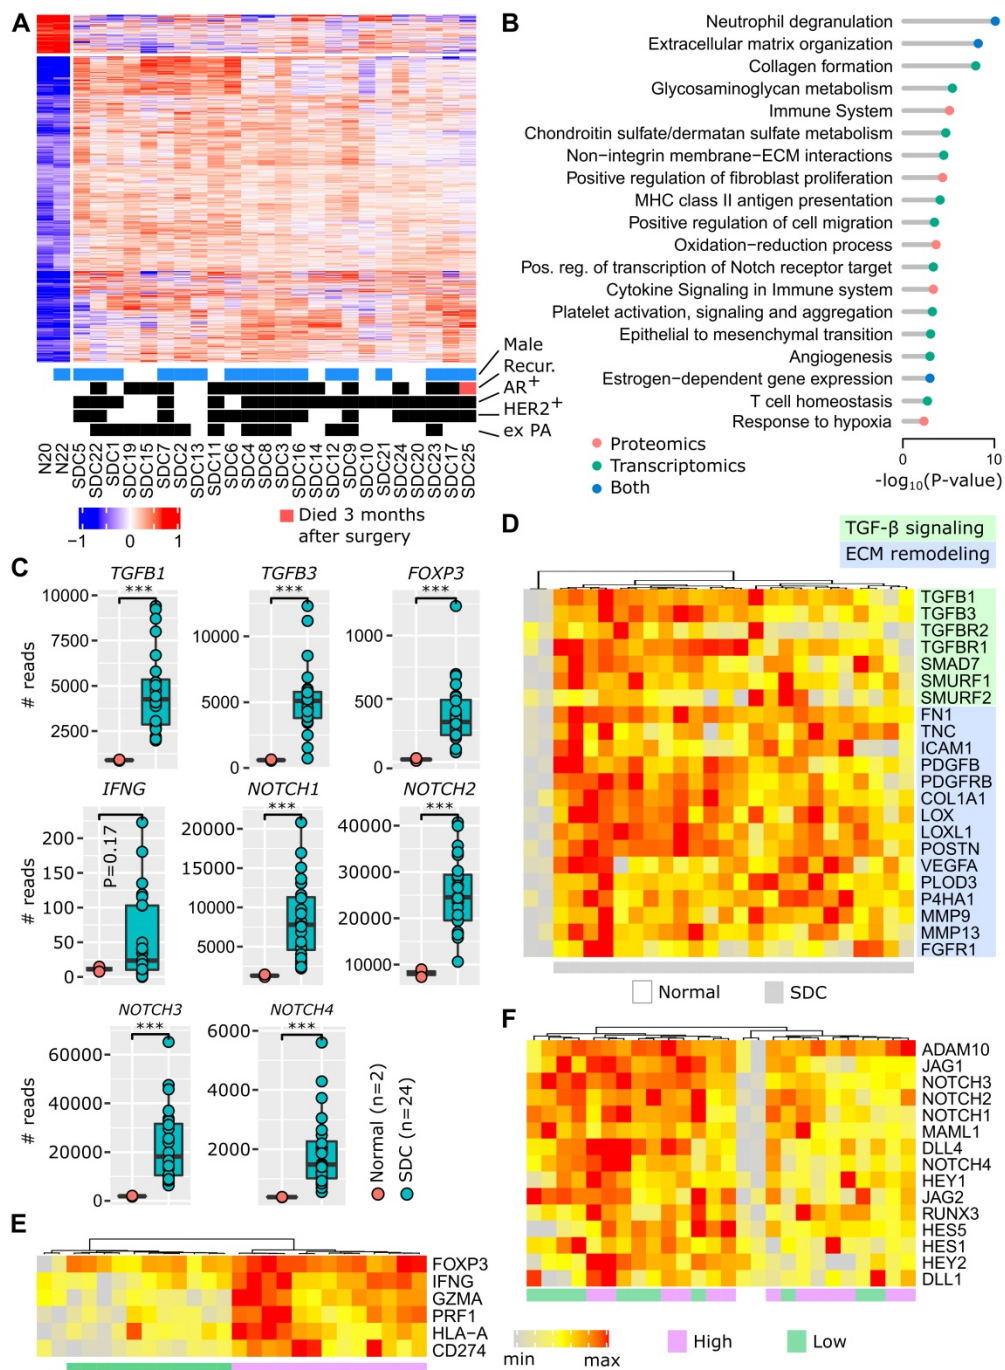 A
N20
N22
SDC5
SDC22
SDC1
SDC19
SDC15
SDC7
SDC2
SDC13
SDC11
SDC6
SDC4
SDC8
SDC3
SDC16
SDC14
SDC12
SDC9
SDC10
SDC21
SDC24
SDC20
SDC23
SDC17
SDC25
Male
Recur.
AR+
HER2+
ex PA
−1 0 1
Died 3 months
after surgery
B
Neutrophil degranulation
Extracellular matrix organization
Collagen formation
Glycosaminoglycan metabolism
Immune System
Chondroitin sulfate/dermatan sulfate metabolism
Non−integrin membrane−ECM interactions
Positive regulation of fibroblast proliferation
MHC class II antigen presentation
Positive regulation of cell migration
Oxidation−reduction process
Pos. reg. of transcription of Notch receptor target
Cytokine Signaling in Immune system
Platelet activation, signaling and aggregation
Epithelial to mesenchymal transition
Angiogenesis
Estrogen−dependent gene expression
T cell homeostasis
Response to hypoxia
Proteomics
Transcriptomics
Both
0 10
-log10(P-value)
C
TGFB1
***
10000
7500
5000
2500
# reads
TGFB3
***
10000
5000
0
FOXP3
***
1000
500
0
IFNG
P=0.17
200
150
100
50
0
# reads
NOTCH1
***
20000
15000
10000
5000
NOTCH2
***
40000
30000
20000
10000
NOTCH3
***
60000
40000
20000
0
# reads
NOTCH4
***
6000
4000
2000
0
Normal (n=2)
SDC (n=24)
D
TGF-β signaling
ECM remodeling
TGFB1
TGFB3
TGFBR2
TGFBR1
SMAD7
SMURF1
SMURF2
FN1
TNC
ICAM1
PDGFB
PDGFRB
COL1A1
LOX
LOXL1
POSTN
VEGFA
PLOD3
P4HA1
MMP9
MMP13
FGFR1
Normal SDC
E
FOXP3
IFNG
GZMA
PRF1
HLA-A
CD274
F
ADAM10
JAG1
NOTCH3
NOTCH2
NOTCH1
MAML1
DLL4
NOTCH4
HEY1
JAG2
RUNX3
HES5
HES1
HEY2
DLL1
min max
High Low